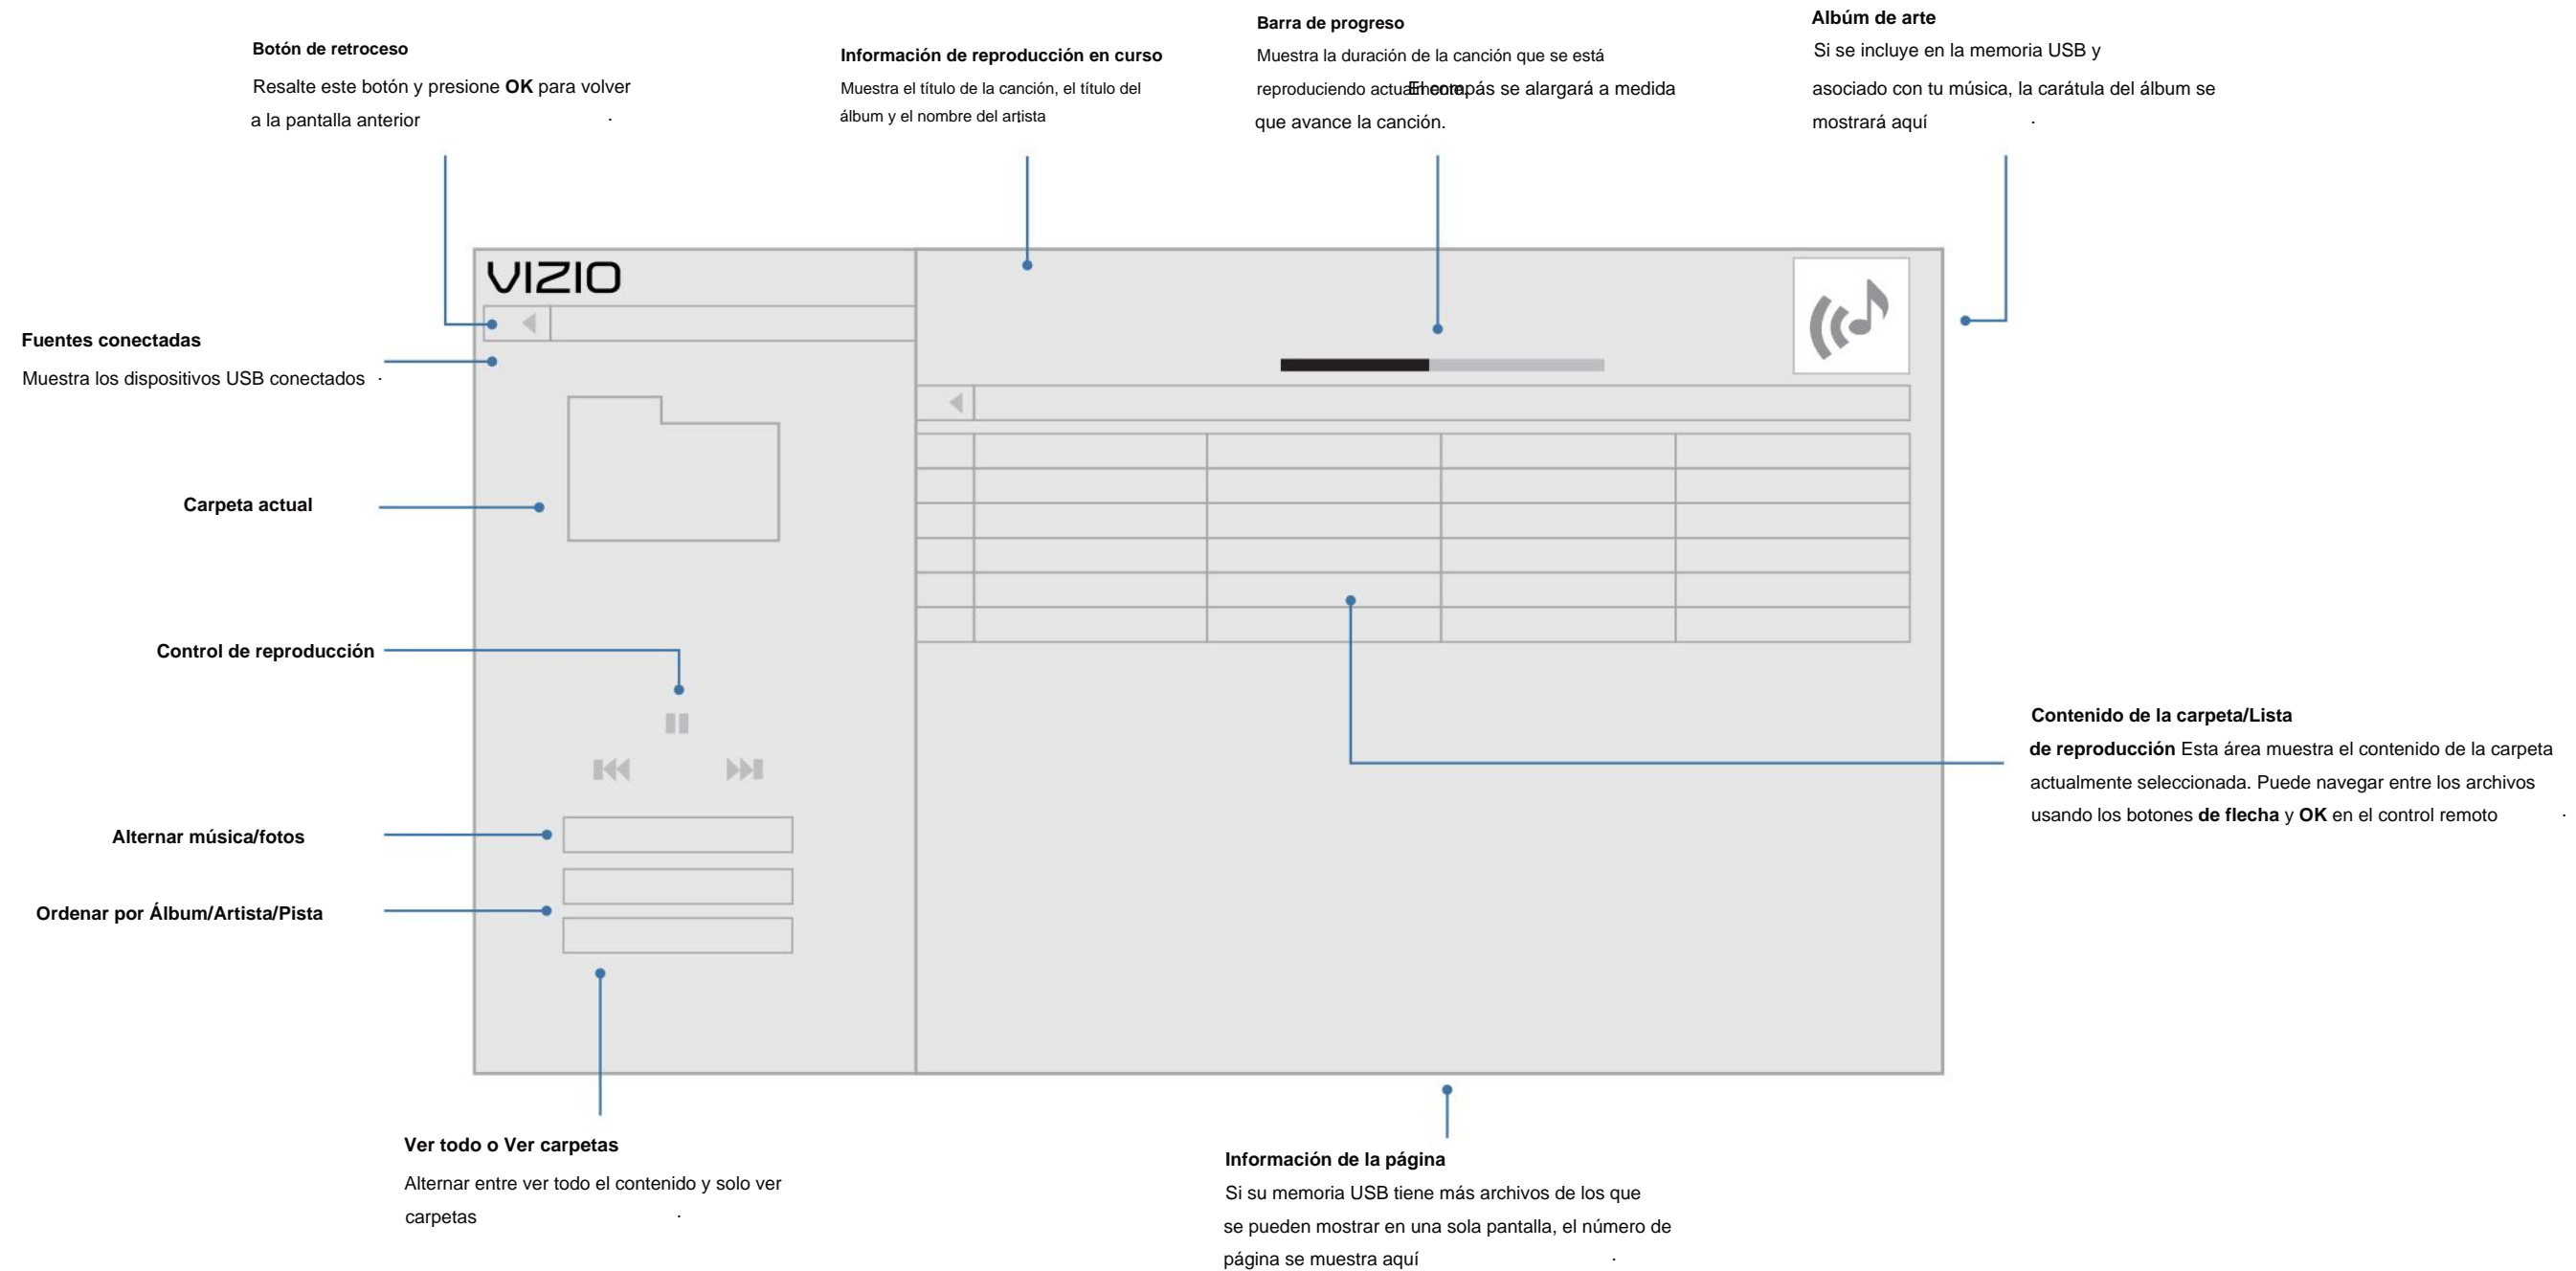 Botón de retroceso
Resalte este botón y presione OK para volver
a la pantalla anterior .
Información de reproducción en curso
Muestra el título de la canción, el título del
álbum y el nombre del artista.
Barra de progreso
Muestra la duración de la canción que se está
reproduciendo actualmente. El compás se alargará a medida
que avance la canción.
Albúm de arte
Si se incluye en la memoria USB y
asociado con tu música, la carátula del álbum se
mostrará aquí .
VIZIO
Fuentes conectadas
Muestra los dispositivos USB conectados .
Carpeta actual
Control de reproducción
Alternar música/fotos
Ordenar por Álbum/Artista/Pista
Contenido de la carpeta/Lista
de reproducción Esta área muestra el contenido de la carpeta
actualmente seleccionada. Puede navegar entre los archivos
usando los botones de flecha y OK en el control remoto .
Ver todo o Ver carpetas
Alternar entre ver todo el contenido y solo ver
carpetas .
Información de la página
Si su memoria USB tiene más archivos de los que
se pueden mostrar en una sola pantalla, el número de
página se muestra aquí .